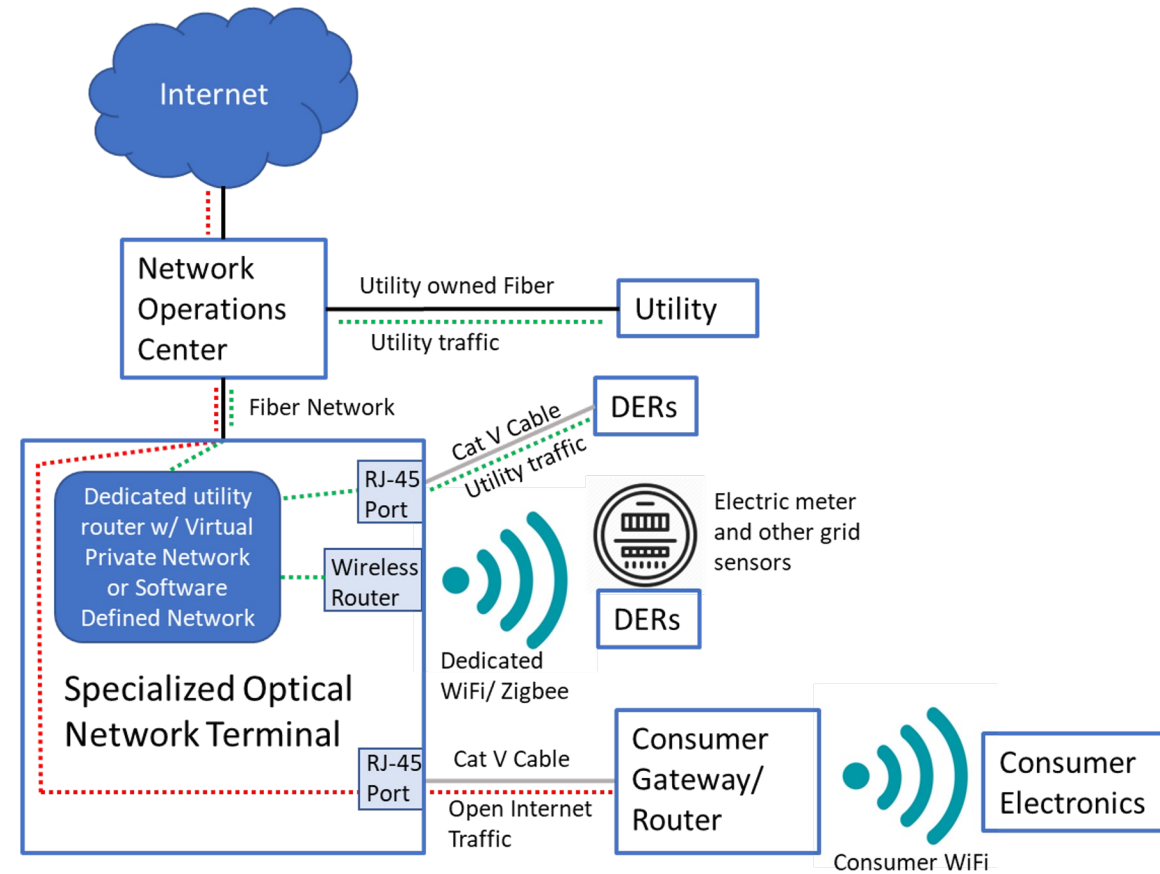 Internet
Network
Operations
Center
Utility owned Fiber
Utility traffic
Utility
Fiber Network
DERs
Cat V Cable
Utility traffic
RJ-45
Port
Dedicated utility
router w/ Virtual
Private Network
or Software
Defined Network
Wireless
Router
Electric meter
and other grid
sensors
DERs
Dedicated
WiFi/ Zigbee
Specialized Optical
Network Terminal
RJ-45
Port
Cat V Cable
Open Internet
Traffic
Consumer
Gateway/
Router
Consumer
Electronics
Consumer WiFi